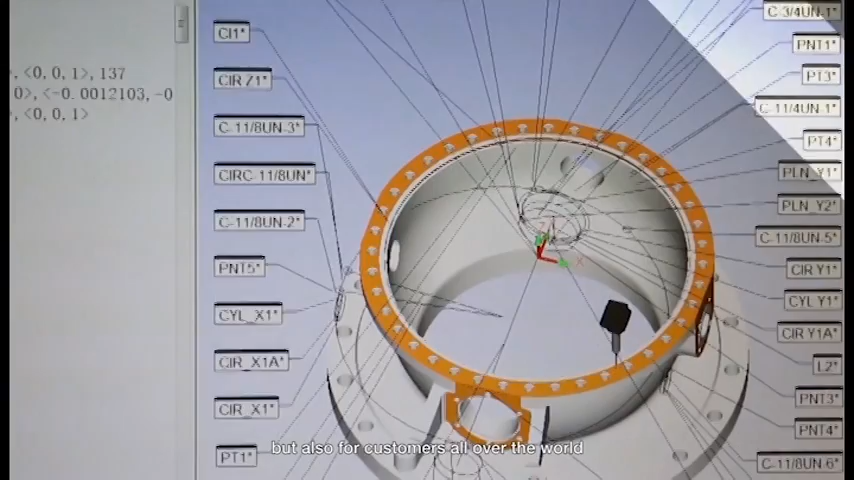 , <0, 0, 1>, 137
0>, <-0.0012103, -0
, <0, 0, 1>
CI1*
CIR Z1*
C-11/8UN-3*
CIRC-11/8UN*
C-11/8UN-2*
PNT5*
CYL_X1*
CIR_X1A*
CIR_X1*
PT1*
C-3/4UN-1*
PNT1*
PT3*
C-11/4UN-1*
PT4*
PLN_Y1*
PLN_Y2*
C-11/8UN-5*
CIR Y1*
CYL Y1*
CIR Y1A*
L2*
PNT3*
PNT4*
C-11/8UN-6*
X
but also for customers all over the world